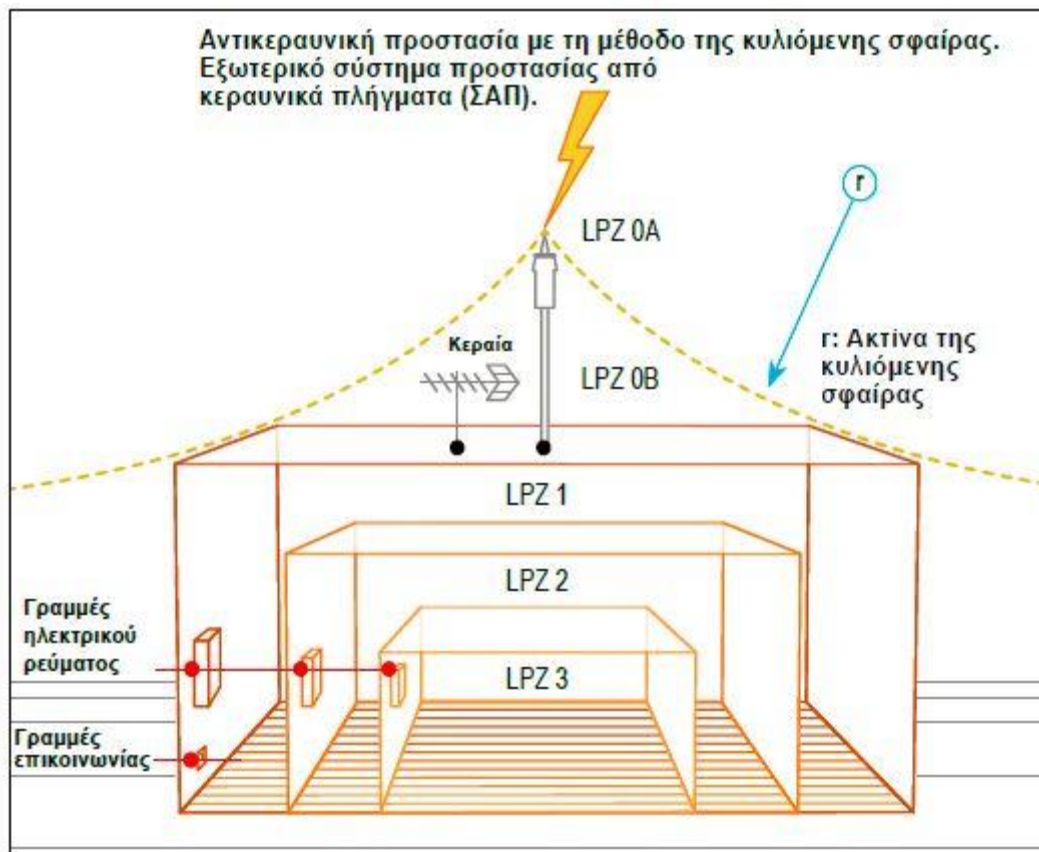 Αντικεραυνική προστασία με τη μέθοδο της κυλιόμενης σφαίρας.
Εξωτερικό σύστημα προστασίας από
κεραυνικά πλήγματα (ΣΑΠ).
r
LPZ 0A
Κεραία
LPZ 0B
r: Ακτίνα της
κυλιόμενης
σφαίρας
LPZ 1
LPZ 2
Γραμμές
ηλεκτρικού
ρεύματος
LPZ 3
Γραμμές
επικοινωνίας